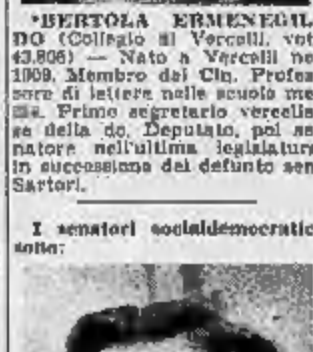 *BERTOLA ERMENEGIL
DO (Collegio di Vercelli, vot
43.806) — Nato a Vercelli ne
1909. Membro del Cln. Profes
sore di lettere nelle scuole me
die. Primo segretario vercelle
se della dc. Deputato, poi se
natore nell'ultima legislatura
in successione del defunto sen
Sartori.
I senatori socialdemocratic
sono: